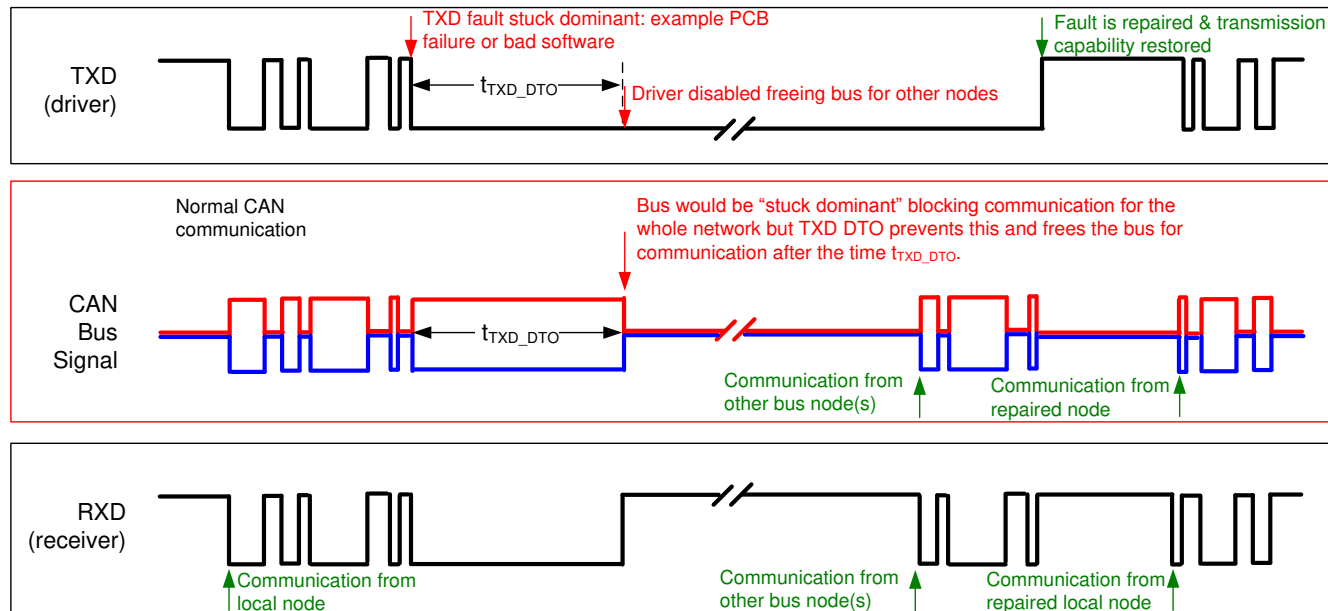 TXD fault stuck dominant: example PCB
failure or bad software
Fault is repaired & transmission
capability restored
TXD
(driver)
tTXD_DTO
Driver disabled freeing bus for other nodes
Normal CAN
communication
Bus would be “stuck dominant” blocking communication for the
whole network but TXD DTO prevents this and frees the bus for
communication after the time tTXD_DTO.
CAN
Bus
Signal
tTXD_DTO
Communication from
other bus node(s)
Communication from
repaired node
RXD
(receiver)
Communication from
local node
Communication from
other bus node(s)
Communication from
repaired local node